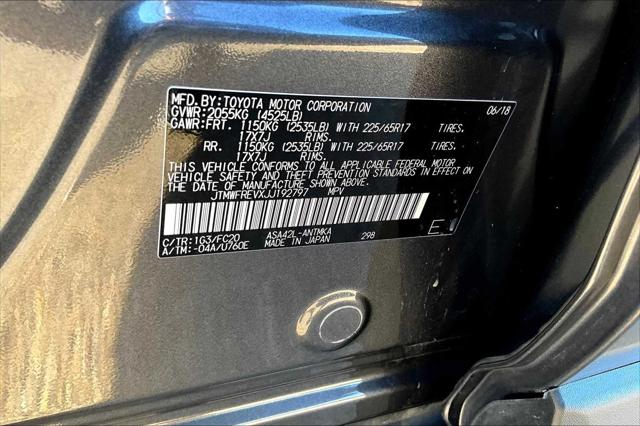 MFD. BY: TOYOTA MOTOR CORPORATION 06/18
GVWR: 2055KG (4525LB)
GAWR: FRT. 1150KG (2535LB) WITH 225/65R17 TIRES.
17X7J RIMS.
RR. 1150KG (2535LB) WITH 225/65R17 TIRES.
17X7J RIMS.
THIS VEHICLE CONFORMS TO ALL APPLICABLE FEDERAL MOTOR
VEHICLE SAFETY AND THEFT PREVENTION STANDARDS IN EFFECT ON
THE DATE OF MANUFACTURE SHOWN ABOVE.
JTMWFREVXJJ192797 MPV
C/TR: 1G3/FC20 ASA42L-ANTMKA 298 E
A/TM: -04A/U760E MADE IN JAPAN